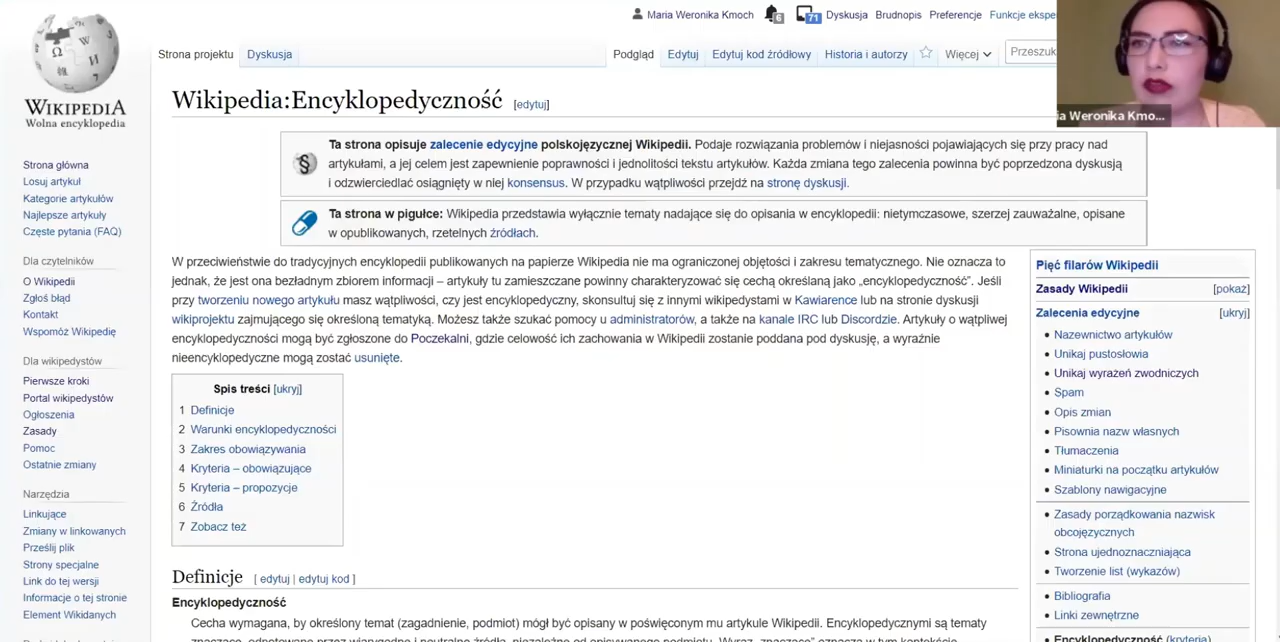 Maria Weronika Kmoch 6 71 Dyskusja Brudnopis Preferencje Funkcje ekspe
Strona projektu Dyskusja Podgląd Edytuj Edytuj kod źródłowy Historia i autorzy Więcej Przeszuk
ia Weronika Kmo...
WIKIPEDIA
Wolna encyklopedia
Strona główna
Losuj artykuł
Kategorie artykułów
Najlepsze artykuły
Częste pytania (FAQ)
Dla czytelników
O Wikipedii
Zgłoś błąd
Kontakt
Wspomóż Wikipedię
Dla wikipedystów
Pierwsze kroki
Portal wikipedystów
Ogłoszenia
Zasady
Pomoc
Ostatnie zmiany
Narzędzia
Linkujące
Zmiany w linkowanych
Prześlij plik
Strony specjalne
Link do tej wersji
Informacje o tej stronie
Element Wikidanych
Wikipedia:Encyklopedyczność [edytuj]
Ta strona opisuje zalecenie edycyjne polskojęzycznej Wikipedii. Podaje rozwiązania problemów i niejasności pojawiających się przy pracy nad
artykułami, a jej celem jest zapewnienie poprawności i jednolitości tekstu artykułów. Każda zmiana tego zalecenia powinna być poprzedzona dyskusją
i odzwierciedlać osiągnięty w niej konsensus. W przypadku wątpliwości przejdź na stronę dyskusji.
Ta strona w pigułce: Wikipedia przedstawia wyłącznie tematy nadające się do opisania w encyklopedii: nietymczasowe, szerzej zauważalne, opisane
w opublikowanych, rzetelnych źródłach.
W przeciwieństwie do tradycyjnych encyklopedii publikowanych na papierze Wikipedia nie ma ograniczonej objętości i zakresu tematycznego. Nie oznacza to
jednak, że jest ona bezładnym zbiorem informacji – artykuły tu zamieszczane powinny charakteryzować się cechą określaną jako „encyklopedyczność”. Jeśli
przy tworzeniu nowego artykułu masz wątpliwości, czy jest encyklopedyczny, skonsultuj się z innymi wikipedystami w Kawiarence lub na stronie dyskusji
wikiprojektu zajmującego się określoną tematyką. Możesz także szukać pomocy u administratorów, a także na kanale IRC lub Discordzie. Artykuły o wątpliwej
encyklopedyczności mogą być zgłoszone do Poczekalni, gdzie celowość ich zachowania w Wikipedii zostanie poddana pod dyskusję, a wyraźnie
nieencyklopedyczne mogą zostać usunięte.
Spis treści [ukryj]
1 Definicje
2 Warunki encyklopedyczności
3 Zakres obowiązywania
4 Kryteria – obowiązujące
5 Kryteria – propozycje
6 Źródła
7 Zobacz też
Definicje [ edytuj | edytuj kod ]
Encyklopedyczność
Cecha wymagana, by określony temat (zagadnienie, podmiot) mógł być opisany w poświęconym mu artykule Wikipedii. Encyklopedycznymi są tematy
Pięć filarów Wikipedii
Zasady Wikipedii [pokaż]
Zalecenia edycyjne [ukryj]
• Nazewnictwo artykułów
• Unikaj pustosłowia
• Unikaj wyrażeń zwodniczych
• Spam
• Opis zmian
• Pisownia nazw własnych
• Tłumaczenia
• Miniaturki na początku artykułów
• Szablony nawigacyjne
• Zasady porządkowania nazwisk
obcojęzycznych
• Strona ujednoznaczniająca
• Tworzenie list (wykazów)
• Bibliografia
• Linki zewnętrzne
• Encyklopedyczność (kryteria)